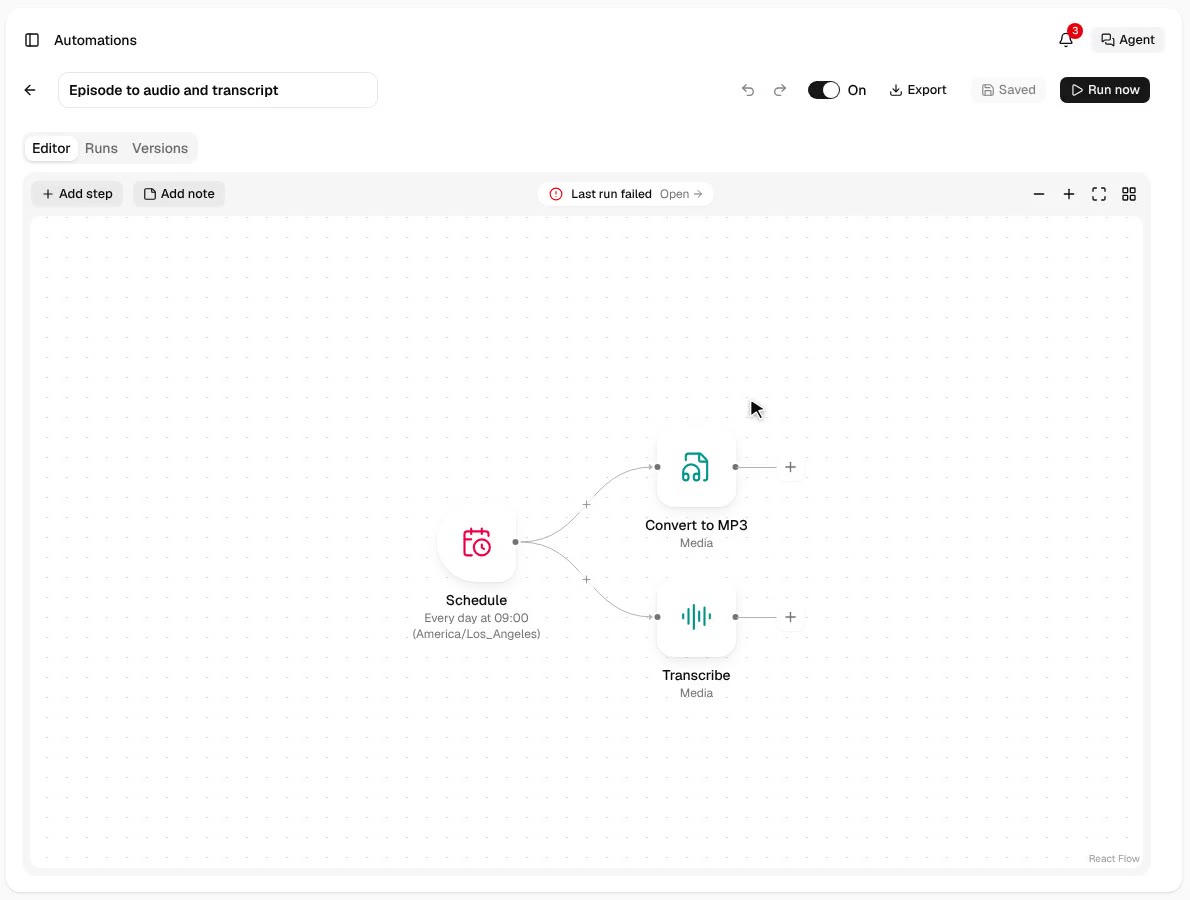 Automations
3
Agent
Episode to audio and transcript
On
Export
Saved
Run now
Editor
Runs
Versions
Add step
Add note
Last run failed
Open →
Convert to MP3
Media
Schedule
Every day at 09:00
(America/Los_Angeles)
Transcribe
Media
React Flow